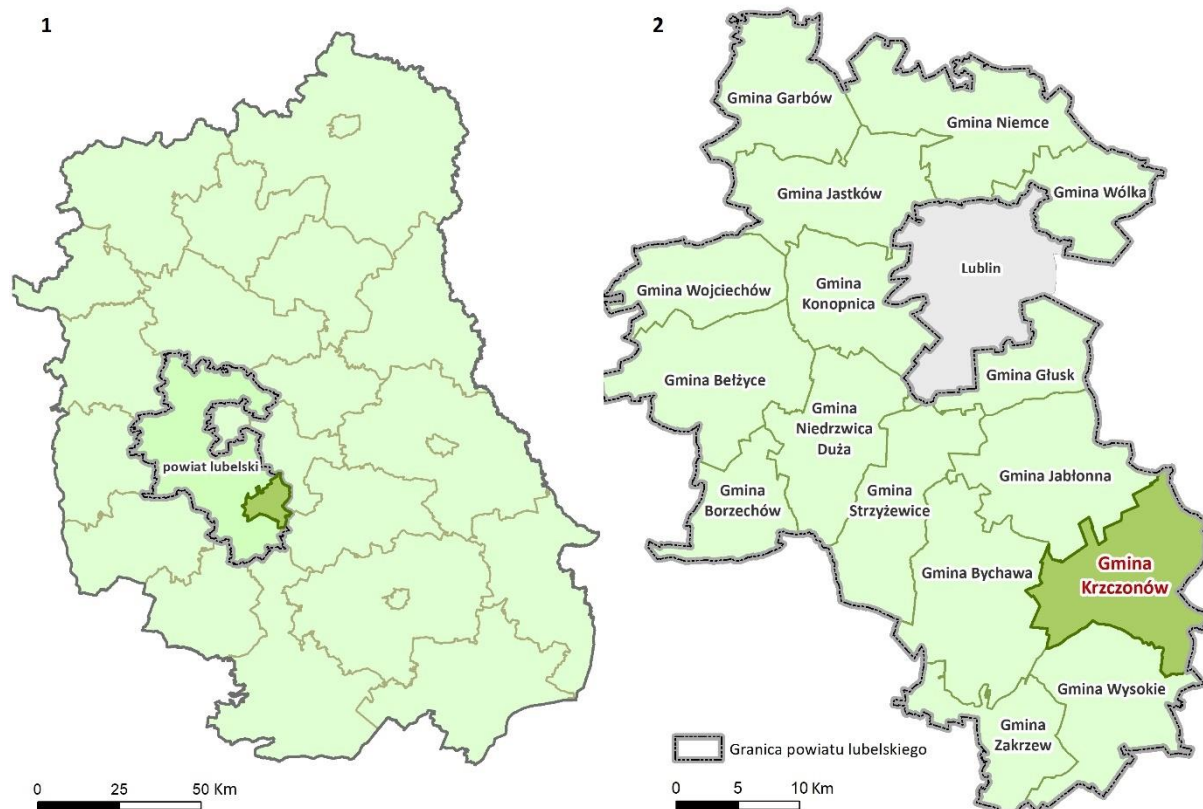 1
powiat lubelski
0 25 50 Km
2
Gmina Garbów
Gmina Niemce
Gmina Jastków
Gmina Wólka
Lublin
Gmina Wojciechów
Gmina
Konopnica
Gmina Bełżyce
Gmina Głusk
Gmina
Niedrzwica
Duża
Gmina Jabłonna
Gmina
Borzechów
Gmina
Strzyżewice
Gmina Bychawa
Gmina
Krzczonów
Gmina Wysokie
Gmina
Zakrzew
Granica powiatu lubelskiego
0 5 10 Km